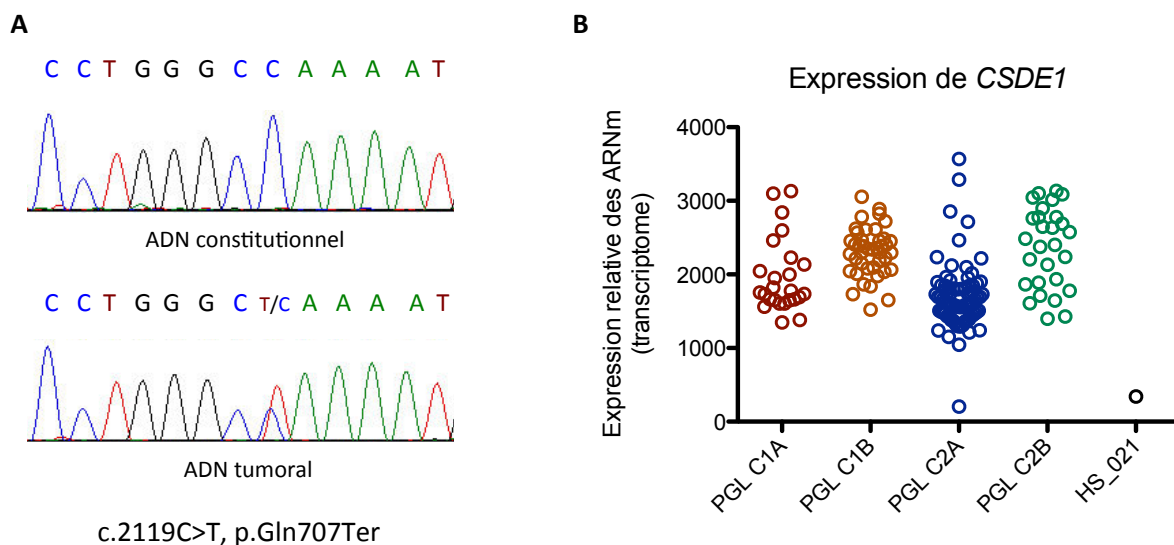 A
C C T G G G C C A A A A T
ADN constitutionnel
C C T G G G C T/C A A A A T
ADN tumoral
c.2119C>T, p.Gln707Ter
B
Expression de CSDE1
Expression relative des ARNm
(transcriptome)
4000
3000
2000
1000
0
PGL C1A
PGL C1B
PGL C2A
PGL C2B
HS_021